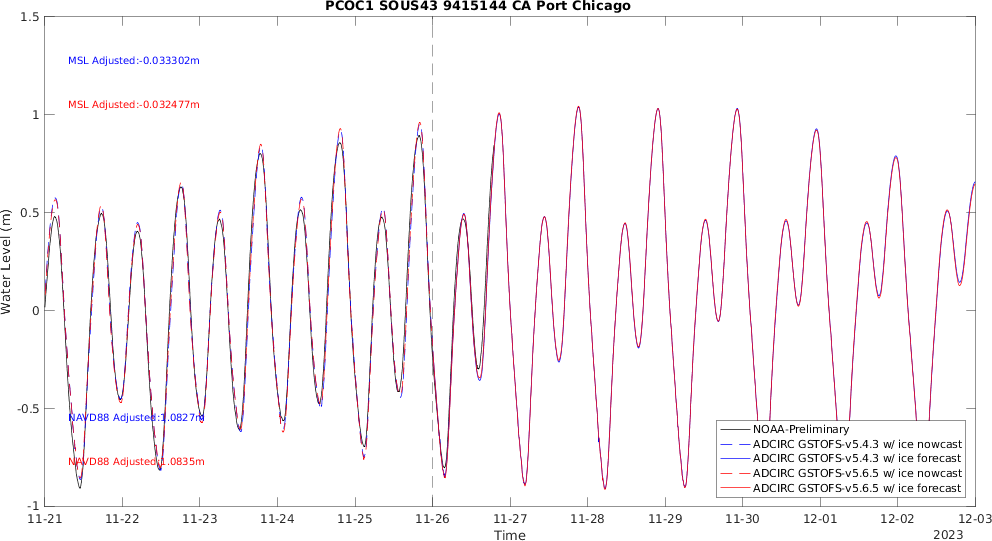 PCOC1 SOUS43 9415144 CA Port Chicago
1.5
MSL Adjusted:-0.033302m
MSL Adjusted:-0.032477m
1
0.5
Water Level (m)
0
-0.5
NAVD88 Adjusted:1.0827m
NAVD88 Adjusted:1.0835m
-1
NOAA-Preliminary
ADCIRC GSTOFS-v5.4.3 w/ ice nowcast
ADCIRC GSTOFS-v5.4.3 w/ ice forecast
ADCIRC GSTOFS-v5.6.5 w/ ice nowcast
ADCIRC GSTOFS-v5.6.5 w/ ice forecast
11-21 11-22 11-23 11-24 11-25 11-26 11-27 11-28 11-29 11-30 12-01 12-02 12-03
Time
2023